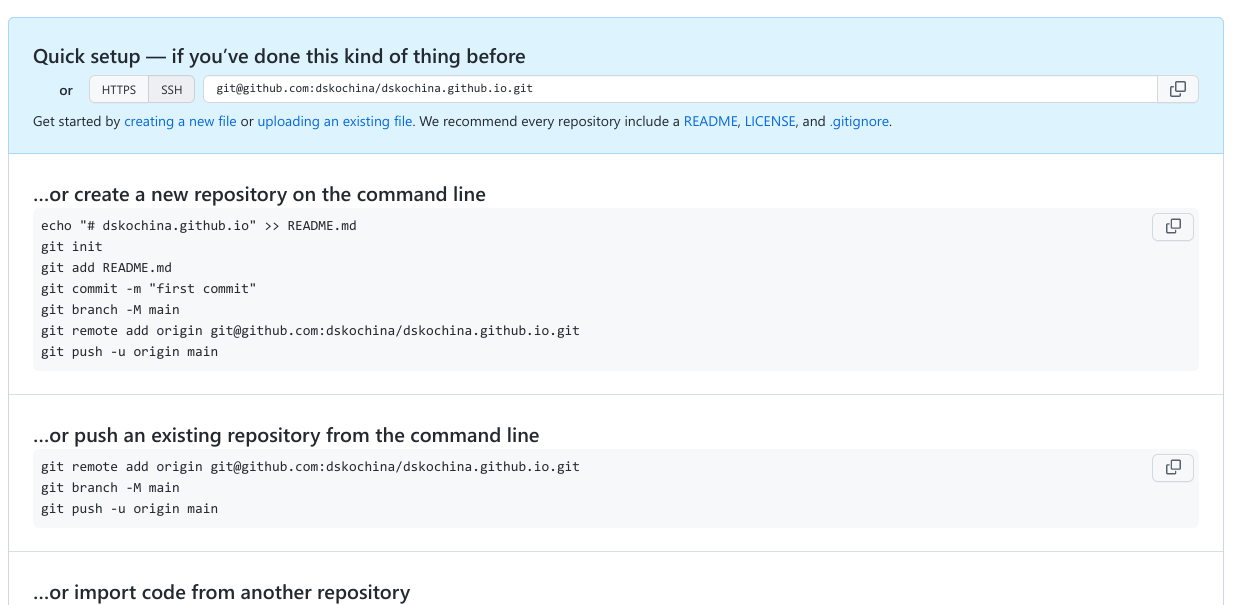 Quick setup — if you’ve done this kind of thing before
or HTTPS SSH git@github.com:dskochina/dskochina.github.io.git
Get started by creating a new file or uploading an existing file. We recommend every repository include a README, LICENSE, and .gitignore.
…or create a new repository on the command line
echo "# dskochina.github.io" >> README.md
git init
git add README.md
git commit -m "first commit"
git branch -M main
git remote add origin git@github.com:dskochina/dskochina.github.io.git
git push -u origin main
…or push an existing repository from the command line
git remote add origin git@github.com:dskochina/dskochina.github.io.git
git branch -M main
git push -u origin main
…or import code from another repository